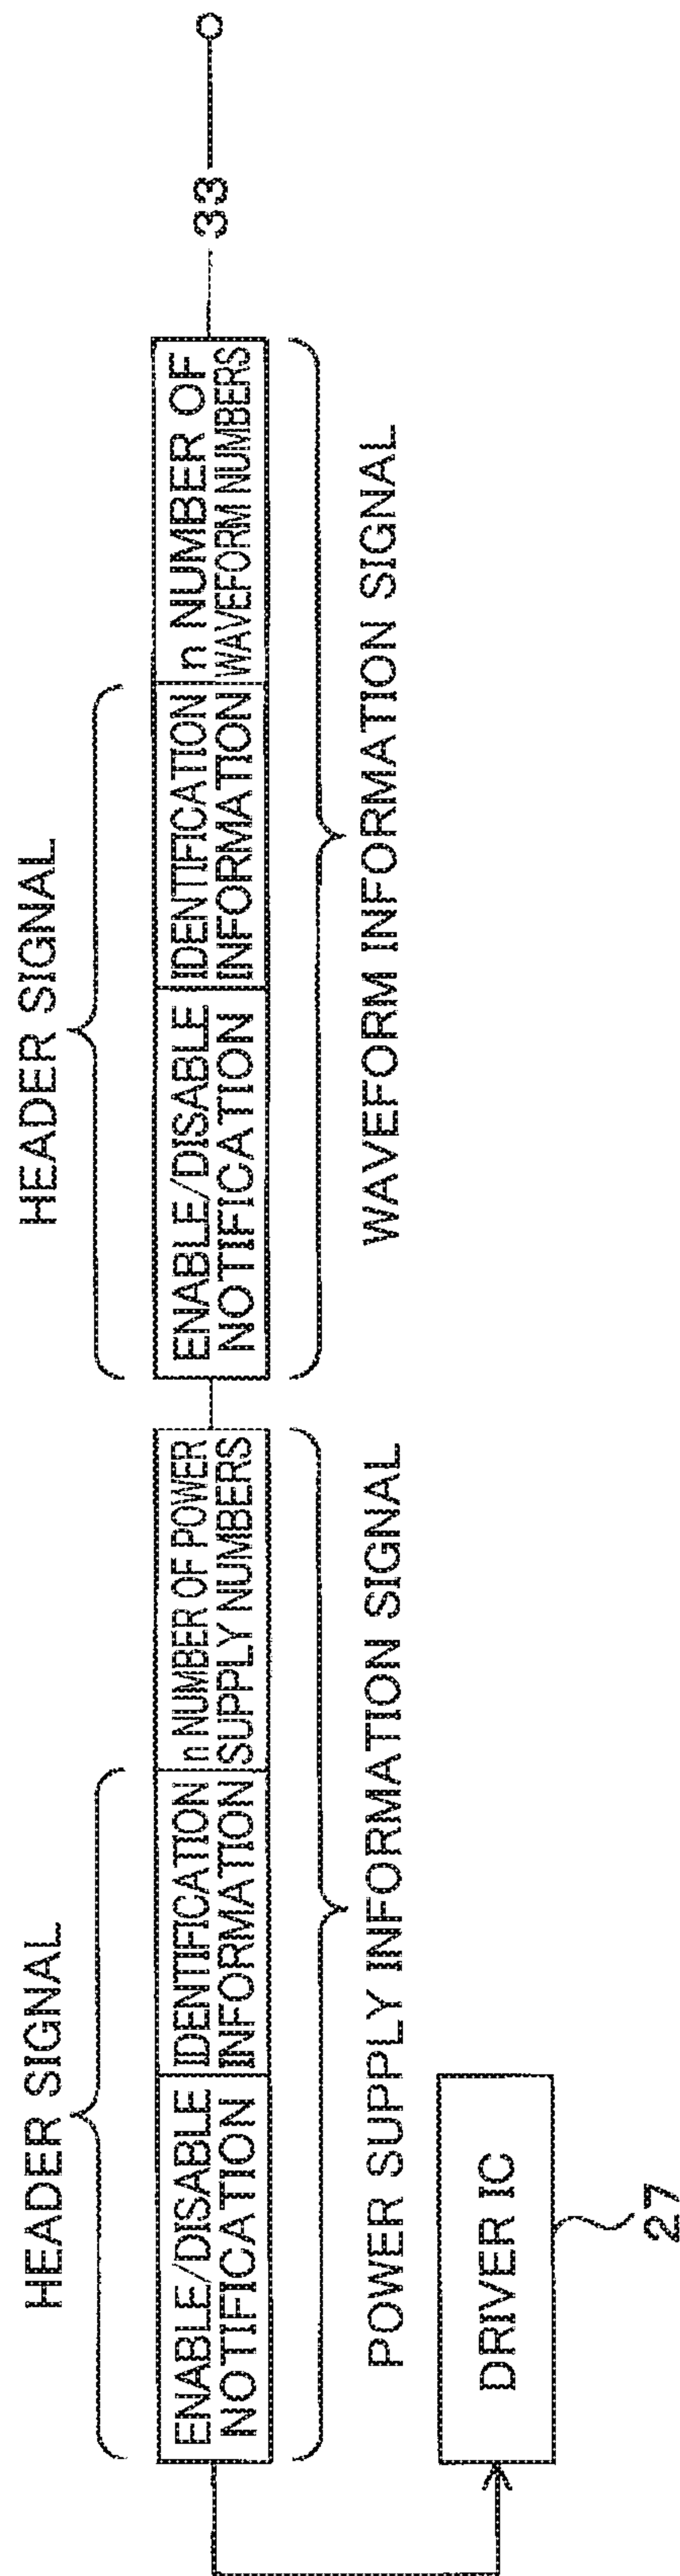 HEADER SIGNAL
HEADER SIGNAL
ENABLE/DISABLE
NOTIFICATION
IDENTIFICATION
INFORMATION
n NUMBER OF POWER
SUPPLY NUMBERS
ENABLE/DISABLE
NOTIFICATION
IDENTIFICATION
INFORMATION
n NUMBER OF
WAVEFORM NUMBERS
33
POWER SUPPLY INFORMATION SIGNAL
WAVEFORM INFORMATION SIGNAL
DRIVER IC
27